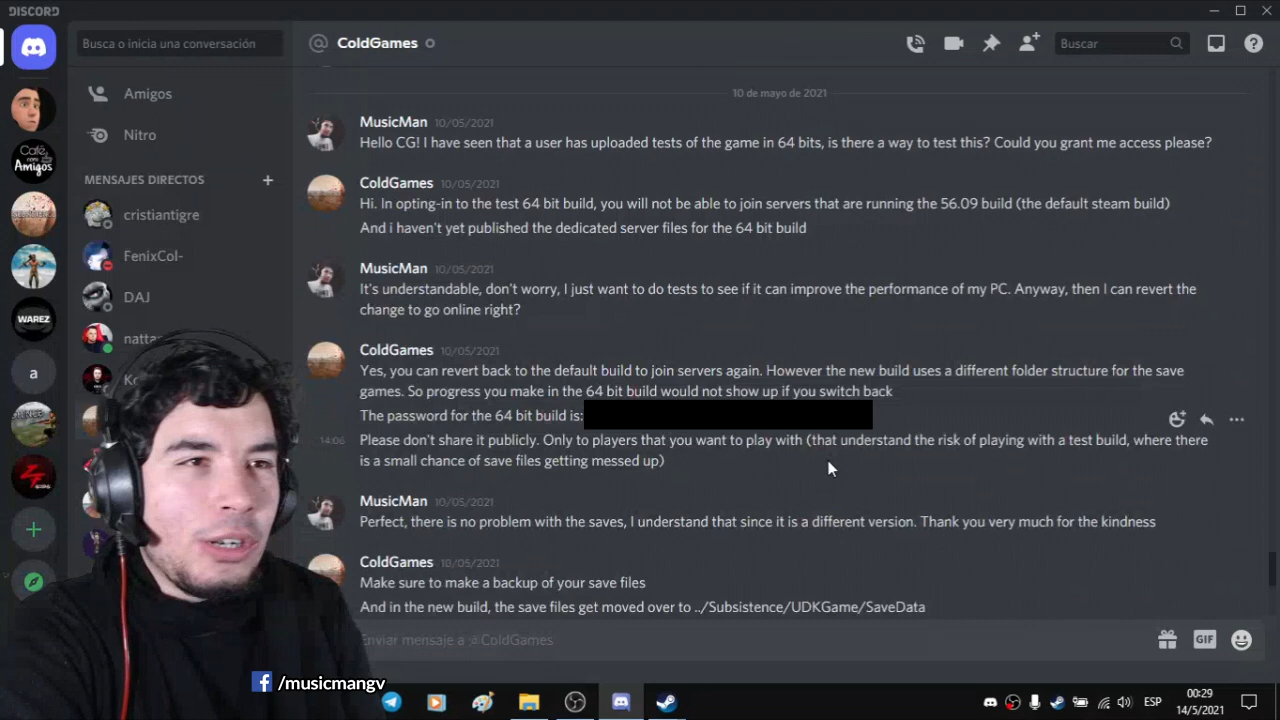 DISCORD
Busca o inicia una conversación
ColdGames
Buscar
Amigos
Nitro
MENSAJES DIRECTOS
cristiantigre
FenixCol-
DAJ
natta
Café
para
Amigos
WAREZ
a
10 de mayo de 2021
MusicMan 10/05/2021
Hello CG! I have seen that a user has uploaded tests of the game in 64 bits, is there a way to test this? Could you grant me access please?
ColdGames 10/05/2021
Hi. In opting-in to the test 64 bit build, you will not be able to join servers that are running the 56.09 build (the default steam build)
And i haven't yet published the dedicated server files for the 64 bit build
MusicMan 10/05/2021
It's understandable, don't worry, I just want to do tests to see if it can improve the performance of my PC. Anyway, then I can revert the
change to go online right?
ColdGames 10/05/2021
Yes, you can revert back to the default build to join servers again. However the new build uses a different folder structure for the save
games. So progress you make in the 64 bit build would not show up if you switch back
The password for the 64 bit build is:
14:06 Please don't share it publicly. Only to players that you want to play with (that understand the risk of playing with a test build, where there
is a small chance of save files getting messed up)
MusicMan 10/05/2021
Perfect, there is no problem with the saves, I understand that since it is a different version. Thank you very much for the kindness
ColdGames 10/05/2021
Make sure to make a backup of your save files
And in the new build, the save files get moved over to ../Subsistence/UDKGame/SaveData
Enviar mensaje a @ColdGames
GIF
/musicmangv
ESP
00:29
14/5/2021